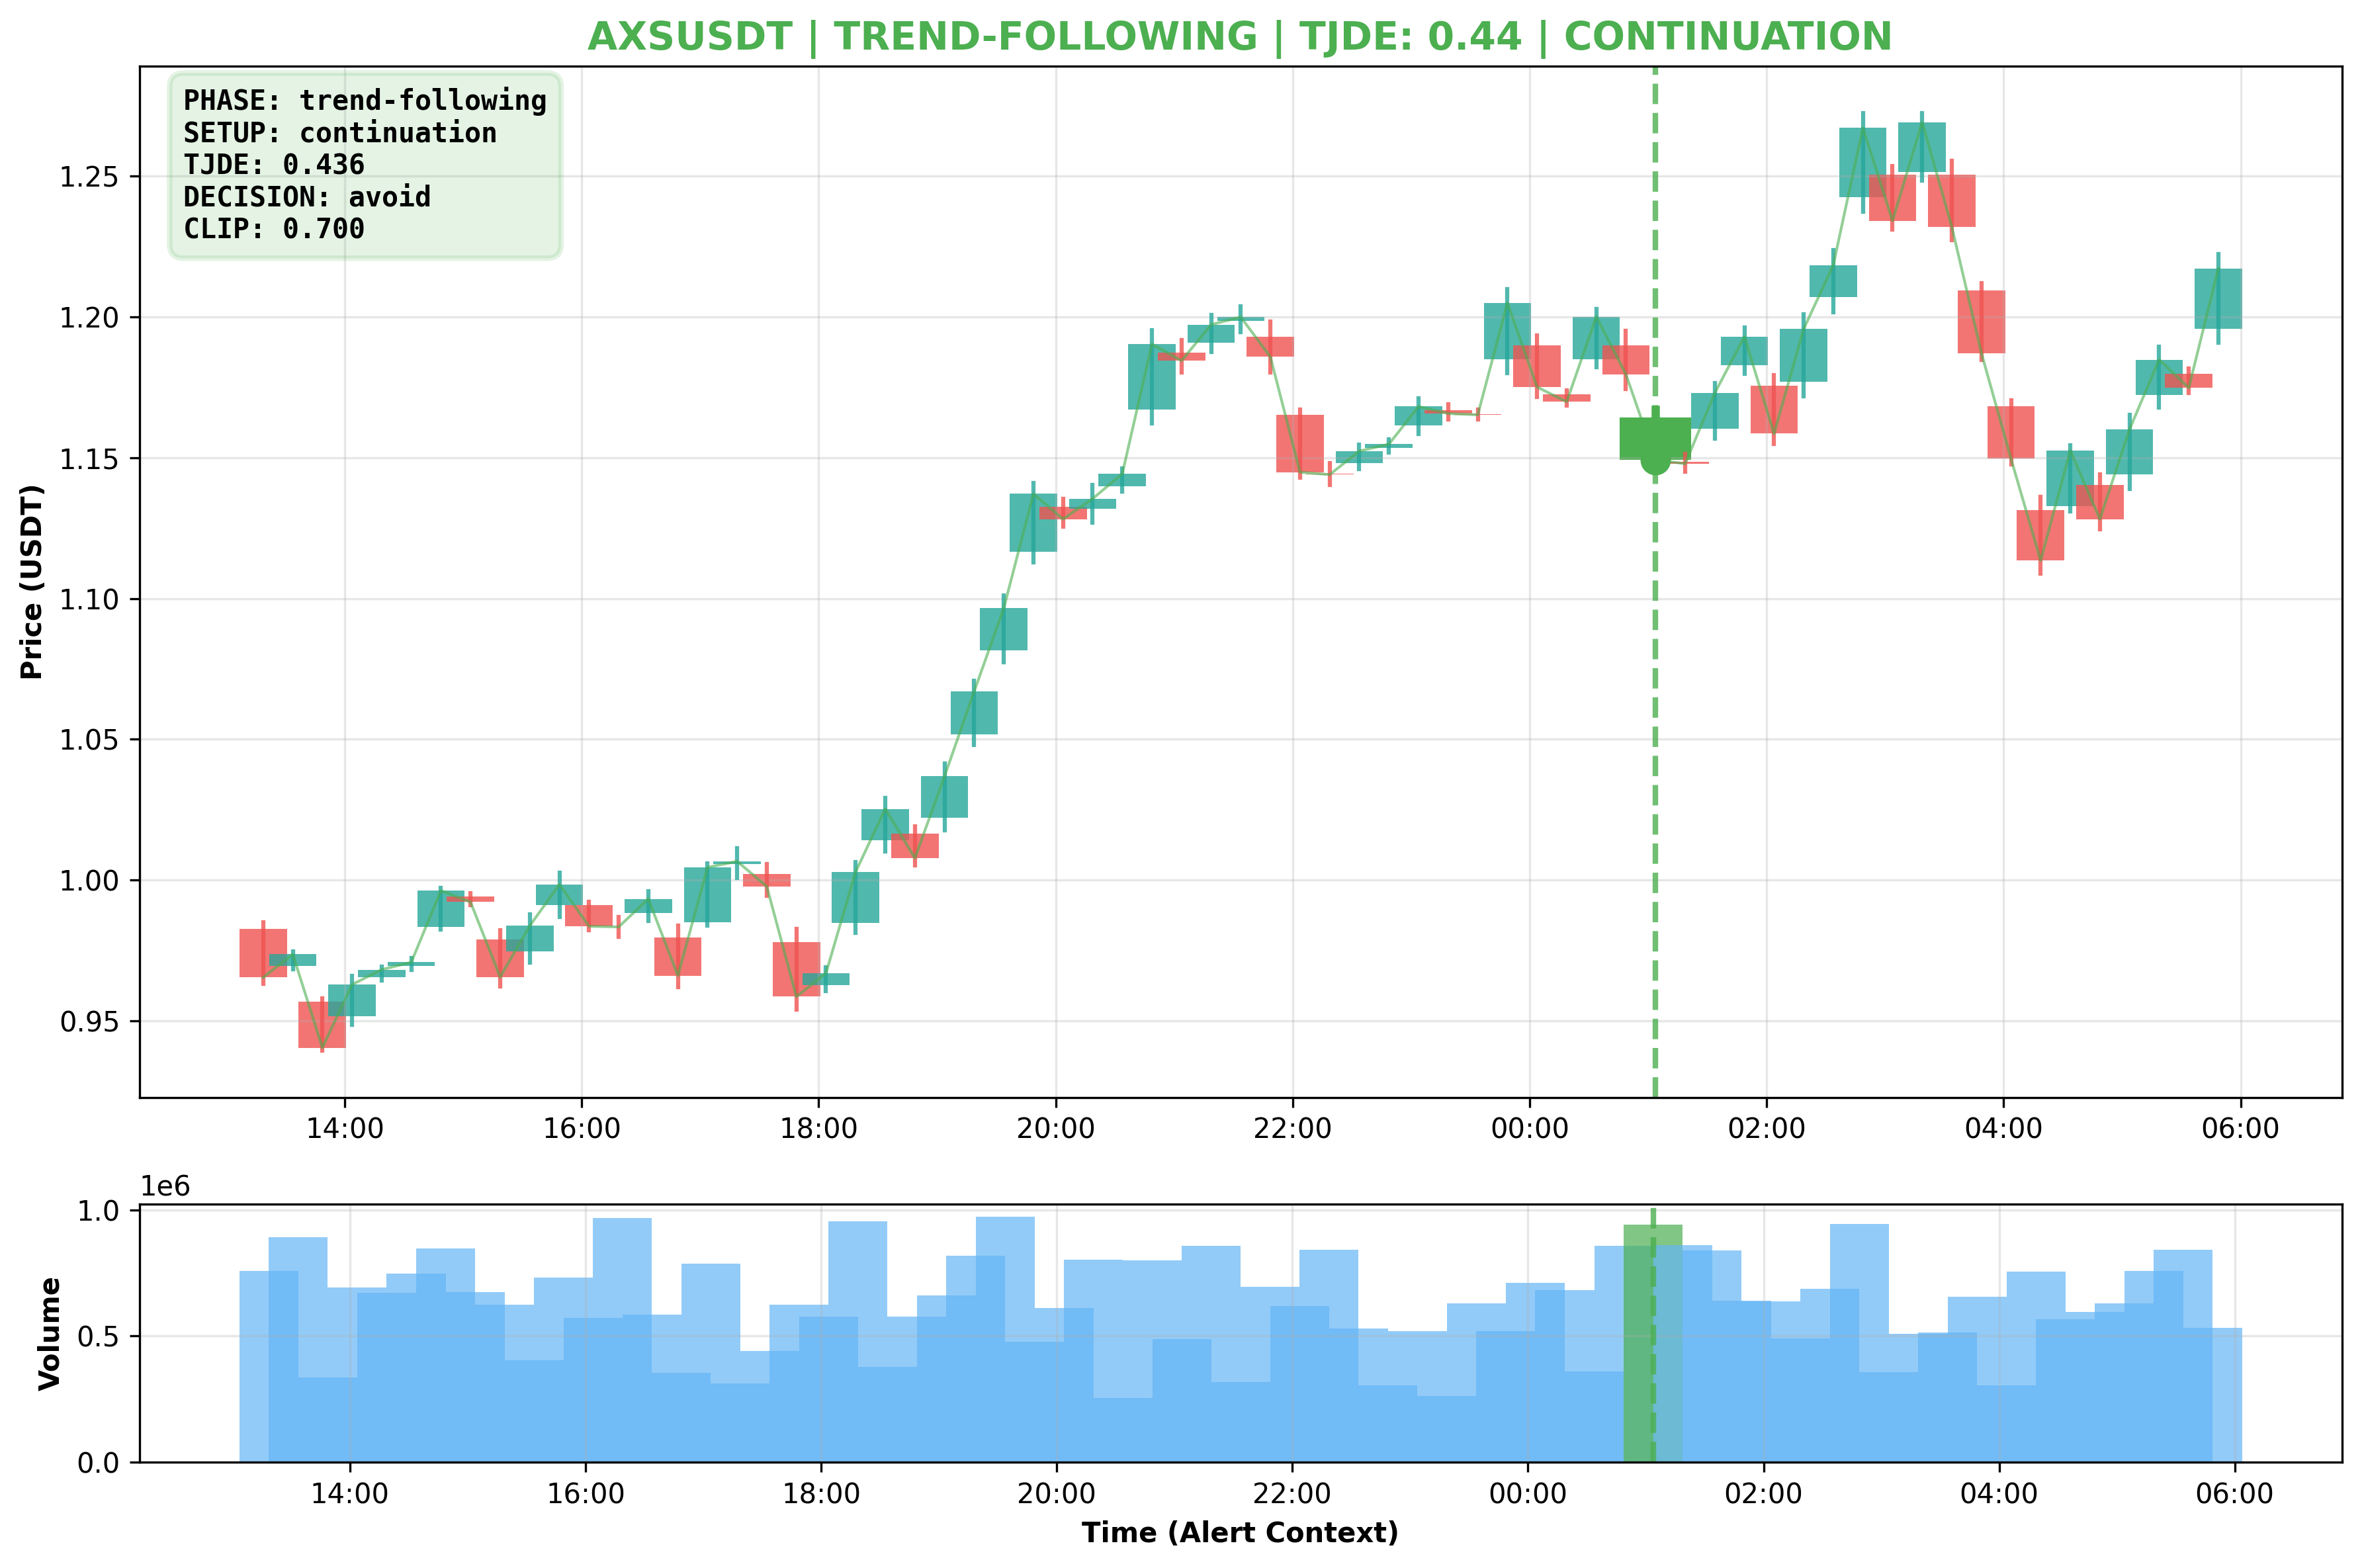 AXSUSDT | TREND-FOLLOWING | TJDE: 0.44 | CONTINUATION
PHASE: trend-following
SETUP: continuation
TJDE: 0.436
DECISION: avoid
CLIP: 0.700
Price (USDT)
1.25
1.20
1.15
1.10
1.05
1.00
0.95
14:00 16:00 18:00 20:00 22:00 00:00 02:00 04:00 06:00
1e6
Volume
1.0
0.5
0.0
14:00 16:00 18:00 20:00 22:00 00:00 02:00 04:00 06:00
Time (Alert Context)